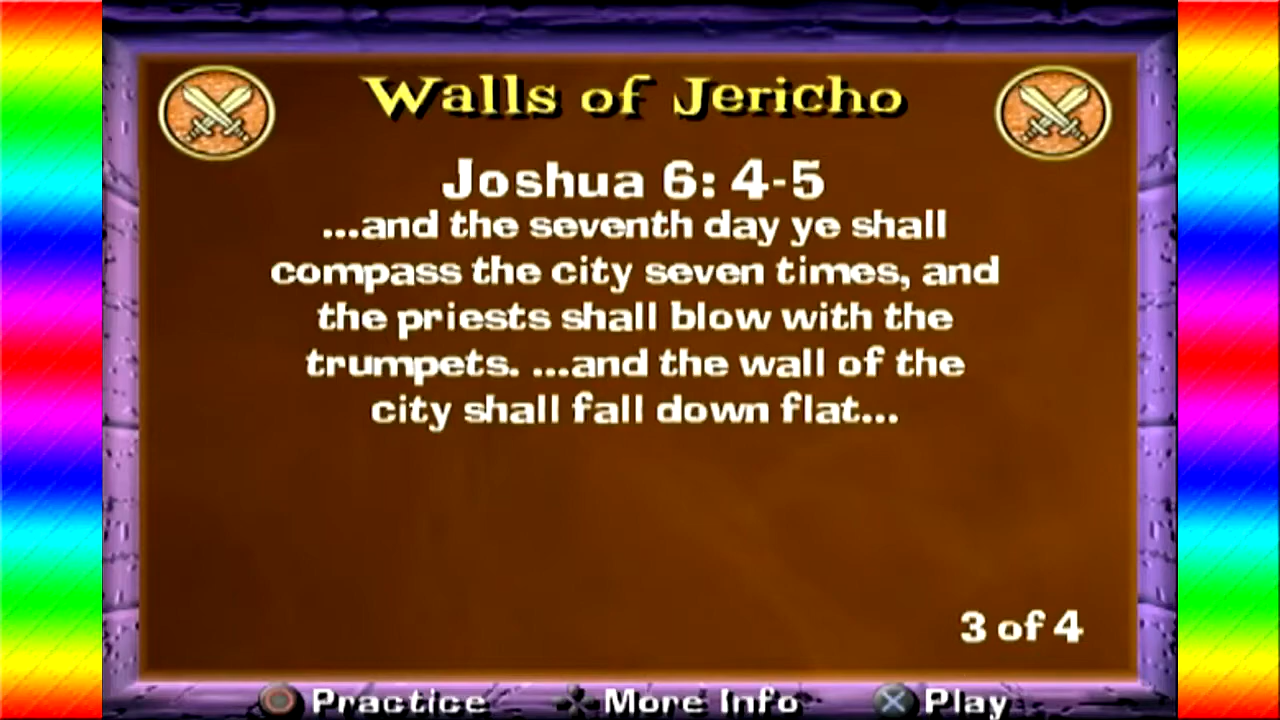 Walls of Jericho
Joshua 6: 4-5
...and the seventh day ye shall
compass the city seven times, and
the priests shall blow with the
trumpets. ...and the wall of the
city shall fall down flat...
3 of 4
Practice More Info Play